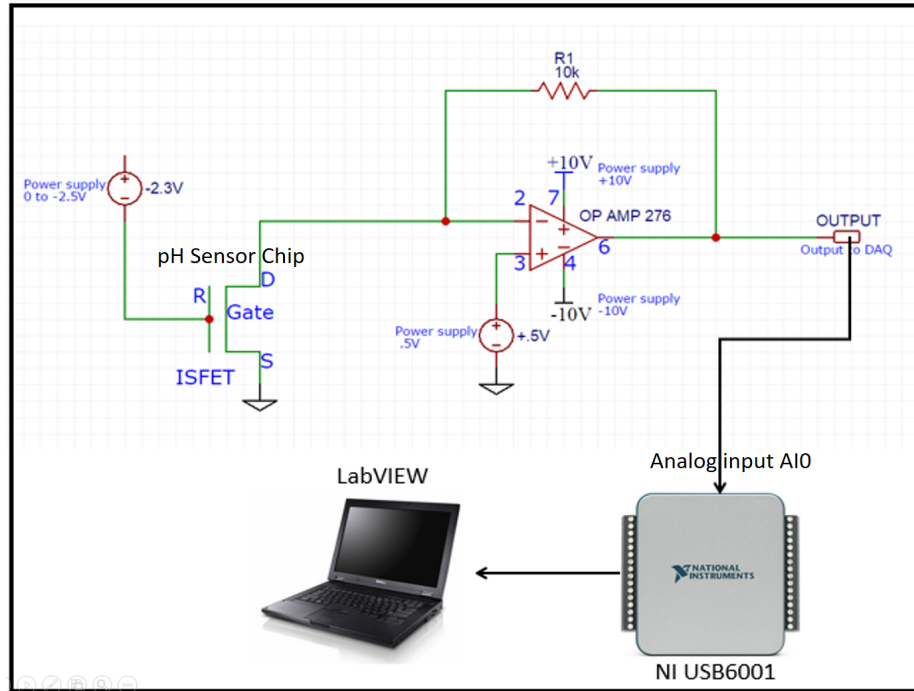 R1
10k
+10V
Power supply
+10V
Power supply
0 to -2.5V
+
-
-2.3V
2
7
OP AMP 276
-
+
OUTPUT
6
Output to DAQ
pH Sensor Chip
3
+
-
4
D
R
Gate
Power supply
-10V
-10V
Power supply
.5V
+
-
+.5V
S
ISFET
Analog input AI0
LabVIEW
NATIONAL
INSTRUMENTS
NI USB6001